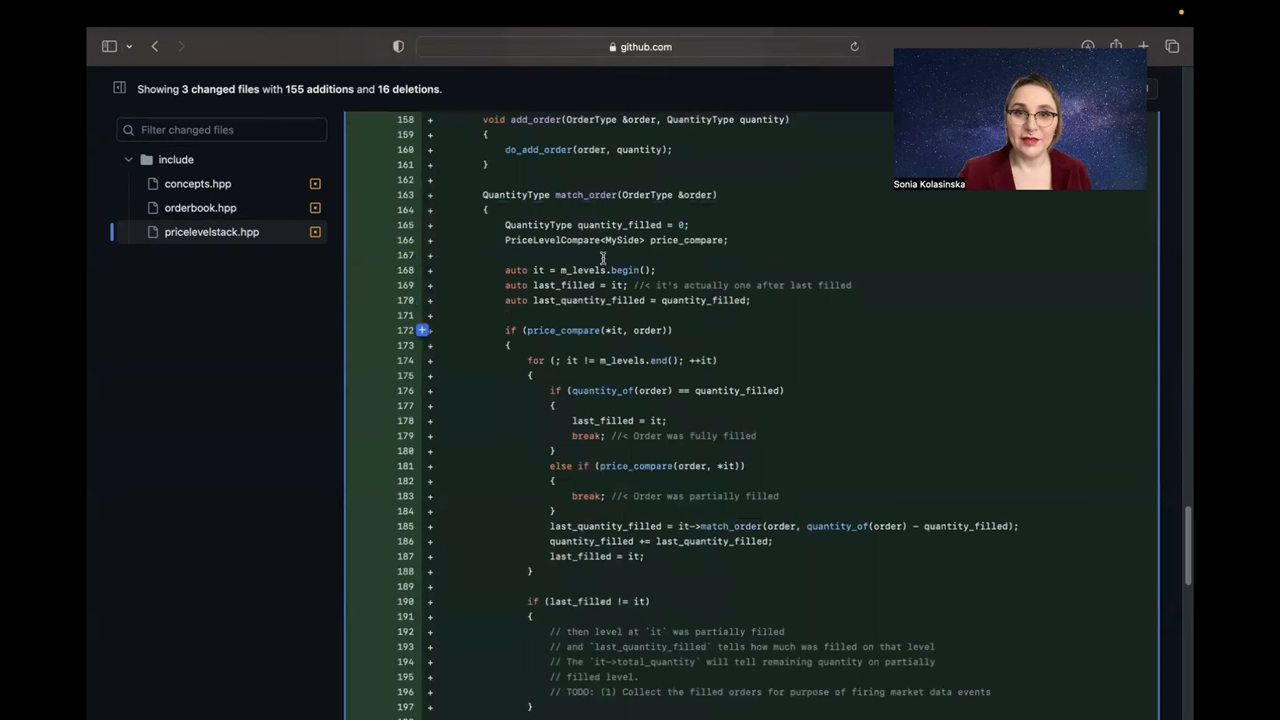 github.com
Showing 3 changed files with 155 additions and 16 deletions.
Filter changed files
include
concepts.hpp
orderbook.hpp
pricelevelstack.hpp
Sonia Kolasinska
158 + void add_order(OrderType &order, QuantityType quantity)
159 + {
160 + do_add_order(order, quantity);
161 + }
162 +
163 + QuantityType match_order(OrderType &order)
164 + {
165 + QuantityType quantity_filled = 0;
166 + PriceLevelCompare<MySide> price_compare;
167 +
168 + auto it = m_levels.begin();
169 + auto last_filled = it; //< it's actually one after last filled
170 + auto last_quantity_filled = quantity_filled;
171 +
172 + if (price_compare(*it, order))
173 + {
174 + for (; it != m_levels.end(); ++it)
175 + {
176 + if (quantity_of(order) == quantity_filled)
177 + {
178 + last_filled = it;
179 + break; //< Order was fully filled
180 + }
181 + else if (price_compare(order, *it))
182 + {
183 + break; //< Order was partially filled
184 + }
185 + last_quantity_filled = it->match_order(order, quantity_of(order) - quantity_filled);
186 + quantity_filled += last_quantity_filled;
187 + last_filled = it;
188 + }
189 +
190 + if (last_filled != it)
191 + {
192 + // then level at `it` was partially filled
193 + // and `last_quantity_filled` tells how much was filled on that level
194 + // The `it->total_quantity` will tell remaining quantity on partially
195 + // filled level.
196 + // TODO: (1) Collect the filled orders for purpose of firing market data events
197 + }